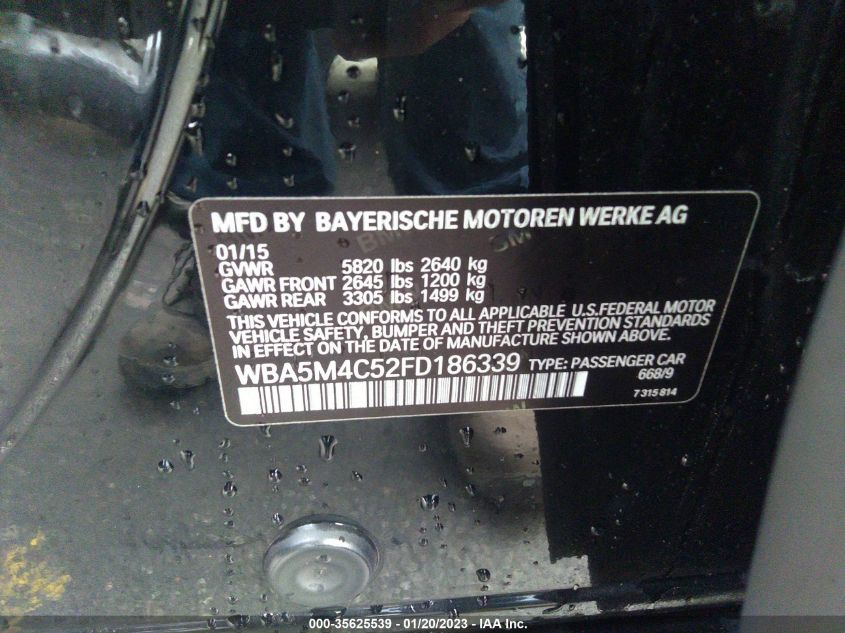 MFD BY BAYERISCHE MOTOREN WERKE AG
01/15
GVWR 5820 lbs 2640 kg
GAWR FRONT 2645 lbs 1200 kg
GAWR REAR 3305 lbs 1499 kg
THIS VEHICLE CONFORMS TO ALL APPLICABLE U.S.FEDERAL MOTOR
VEHICLE SAFETY, BUMPER AND THEFT PREVENTION STANDARDS
IN EFFECT ON THE DATE OF MANUFACTURE SHOWN ABOVE.
WBA5M4C52FD186339 TYPE: PASSENGER CAR
668/9
7 315 814
000-35625539 - 01/20/2023 - IAA Inc.